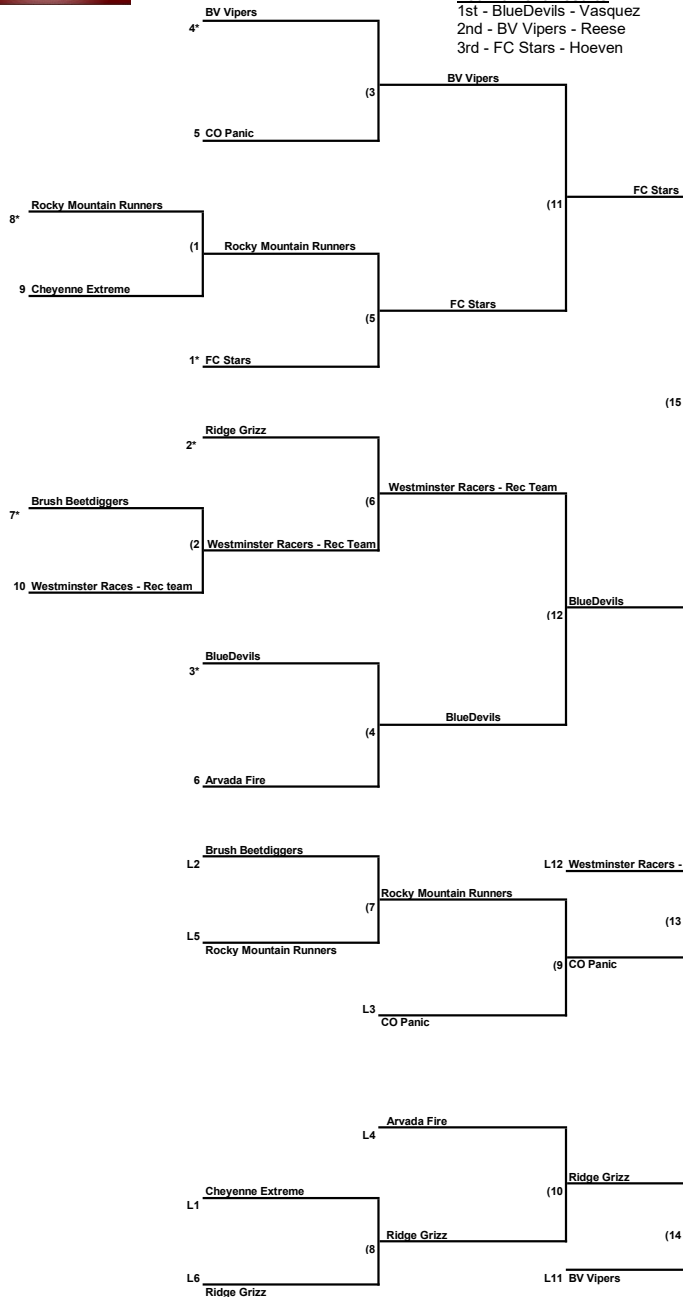 1st - BlueDevils - Vasquez
BV Vipers
4*
2nd - BV Vipers - Reese
3rd - FC Stars - Hoeven
BV Vipers
(3
5 CO Panic
FC Stars
Rocky Mountain Runners
8*
(11
(1 Rocky Mountain Runners
9 Cheyenne Extreme
FC Stars
(5
1* FC Stars
(15
Ridge Grizz
2*
Westminster Racers - Rec Team
Brush Beetdiggers
7*
(6
(2 Westminster Racers - Rec Team
10 Westminster Races - Rec team
BlueDevils
(12
BlueDevils
3*
BlueDevils
(4
6 Arvada Fire
Brush Beetdiggers
L2
L12 Westminster Racers -
Rocky Mountain Runners
(7
(13
L5
Rocky Mountain Runners
(9 CO Panic
L3
CO Panic
Arvada Fire
L4
Ridge Grizz
(10
Cheyenne Extreme
L1
Ridge Grizz
(14
(8
L6
Ridge Grizz
L11 BV Vipers